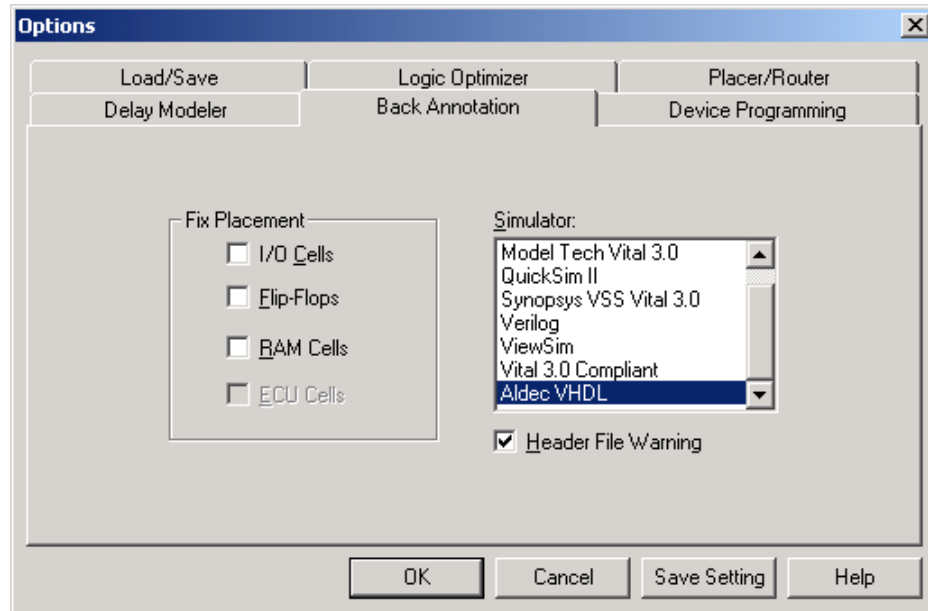 Options
Load/Save
Logic Optimizer
Placer/Router
Delay Modeler
Back Annotation
Device Programming
Fix Placement
I/O Cells
Flip-Flops
RAM Cells
ECU Cells
Simulator:
Model Tech Vital 3.0
QuickSim II
Synopsys VSS Vital 3.0
Verilog
ViewSim
Vital 3.0 Compliant
Aldec VHDL
Header File Warning
OK
Cancel
Save Setting
Help